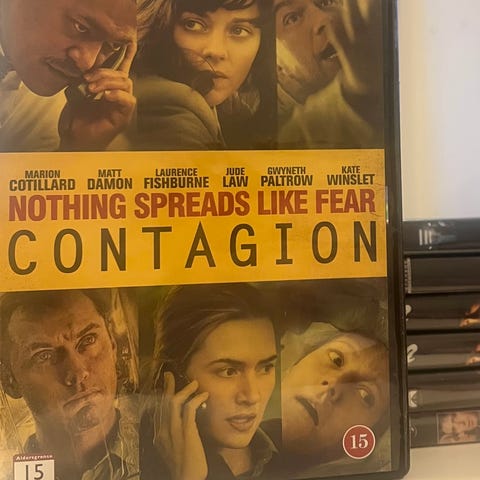 MARION MATT LAURENCE JUDE GWYNETH KATE
COTILLARD DAMON FISHBURNE LAW PALTROW WINSLET
NOTHING SPREADS LIKE FEAR
CONTAGION
15
Aldersgrense
15